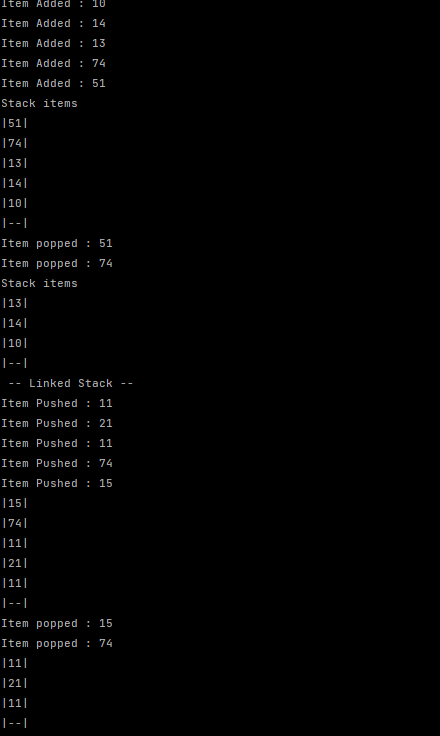 Item Added : 10
Item Added : 14
Item Added : 13
Item Added : 74
Item Added : 51
Stack items
|51|
|74|
|13|
|14|
|10|
|--|
Item popped : 51
Item popped : 74
Stack items
|13|
|14|
|10|
|--|
-- Linked Stack --
Item Pushed : 11
Item Pushed : 21
Item Pushed : 11
Item Pushed : 74
Item Pushed : 15
|15|
|74|
|11|
|21|
|11|
|--|
Item popped : 15
Item popped : 74
|11|
|21|
|11|
|--|